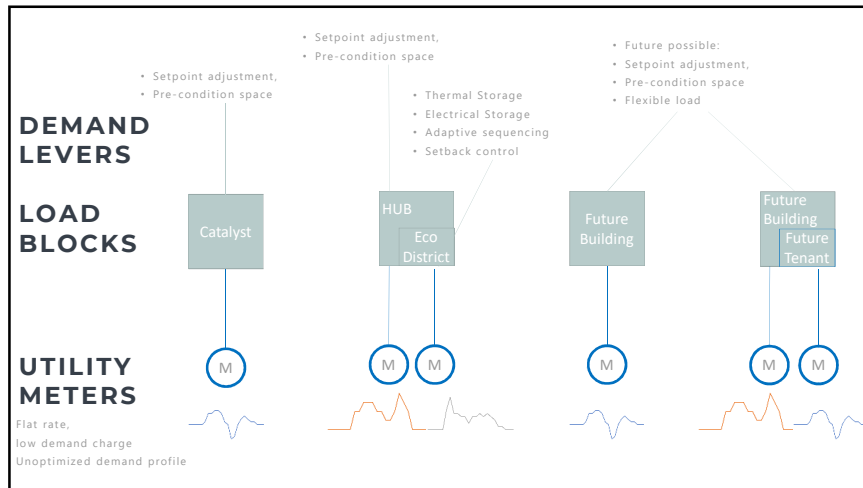 • Setpoint adjustment,
• Pre-condition space
• Setpoint adjustment,
• Pre-condition space
• Thermal Storage
• Electrical Storage
• Adaptive sequencing
• Setback control
• Future possible:
• Setpoint adjustment,
• Pre-condition space
• Flexible load
DEMAND
LEVERS
LOAD
BLOCKS
Catalyst
HUB
Eco
District
Future
Building
Future
Building
Future
Tenant
UTILITY
METERS
M
M
M
M
M
M
Flat rate,
low demand charge
Unoptimized demand profile